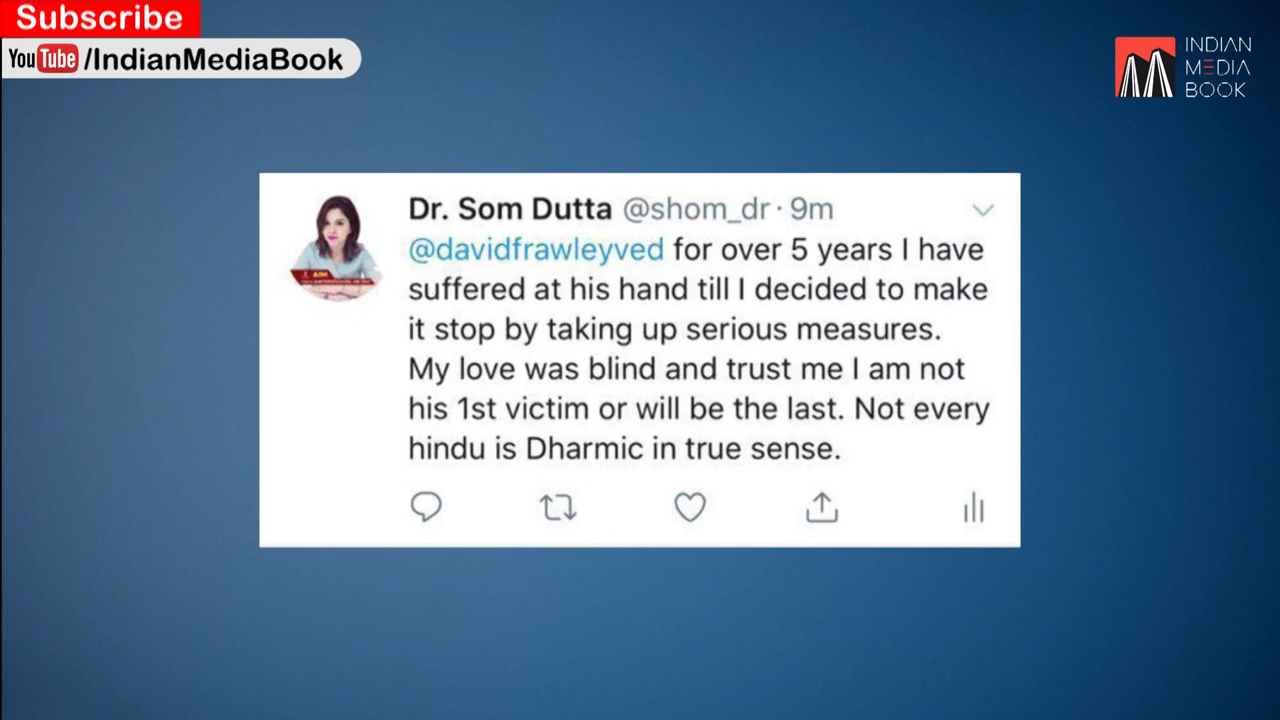 Subscribe
YouTube /IndianMediaBook
INDIAN
MEDIA
BOOK
Dr. Som Dutta @shom_dr · 9m
@davidfrawleyved for over 5 years I have
suffered at his hand till I decided to make
it stop by taking up serious measures.
My love was blind and trust me I am not
his 1st victim or will be the last. Not every
hindu is Dharmic in true sense.